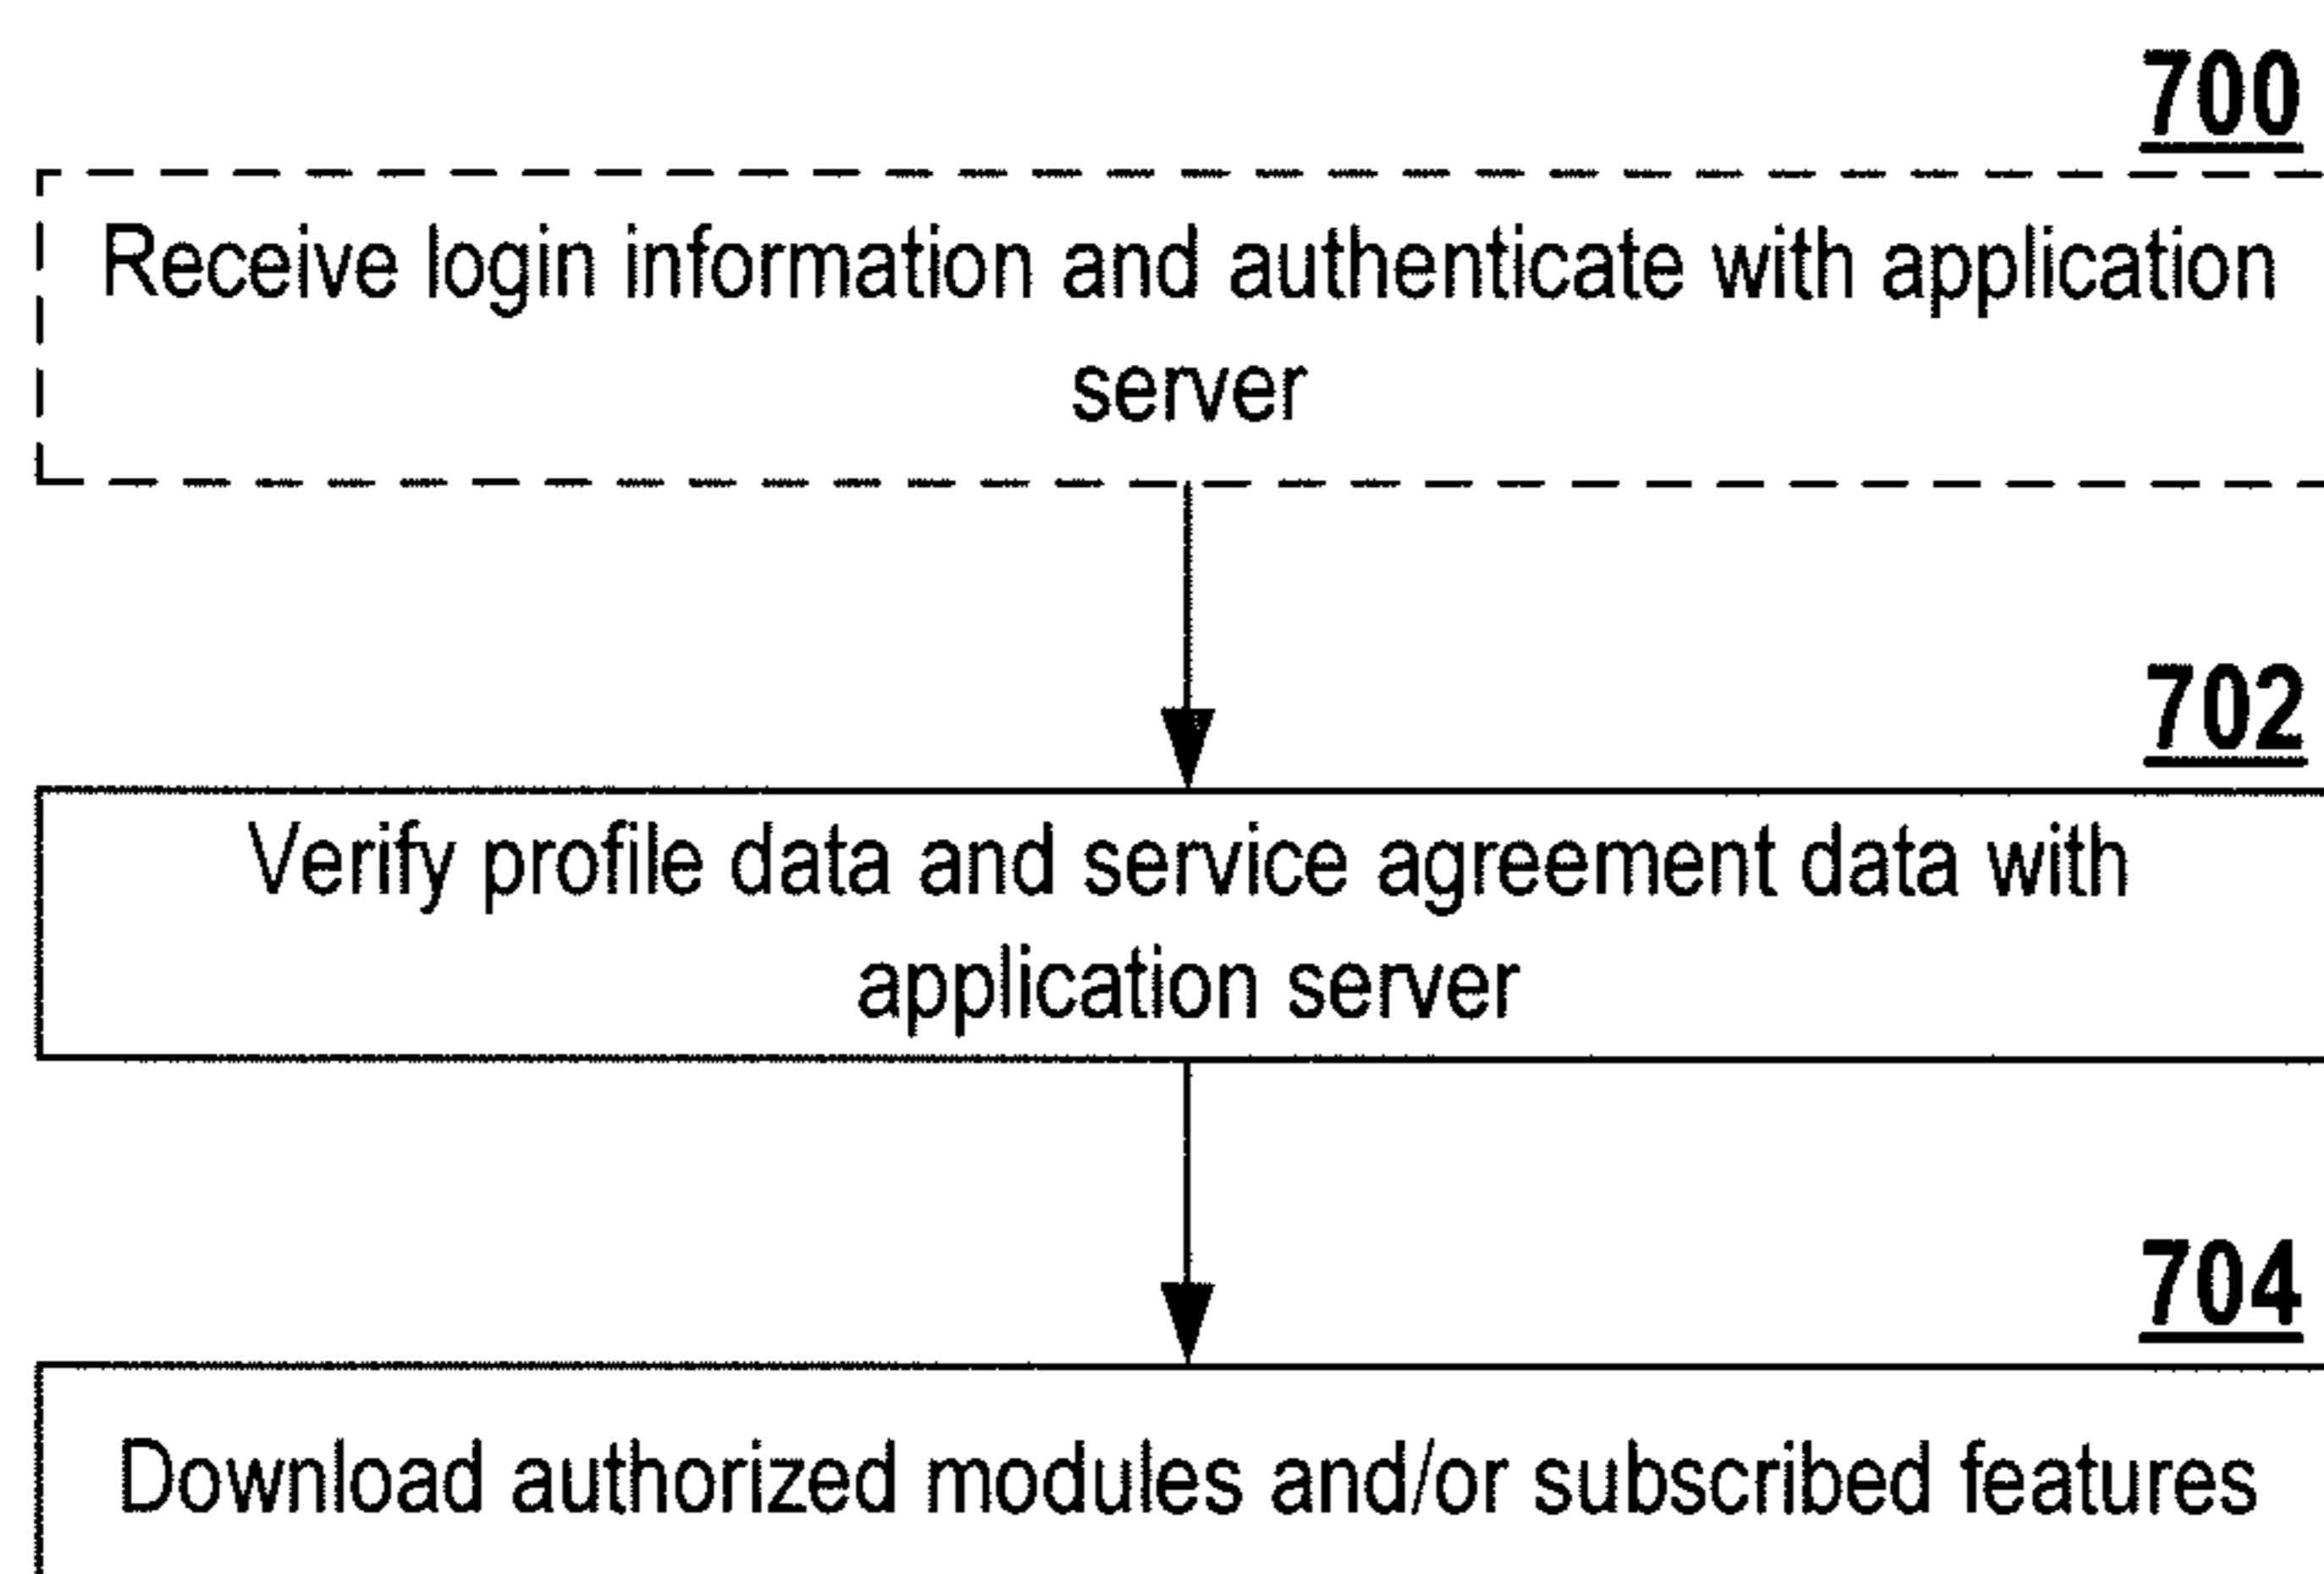 700
Receive login information and authenticate with application
server
702
Verify profile data and service agreement data with
application server
704
Download authorized modules and/or subscribed features